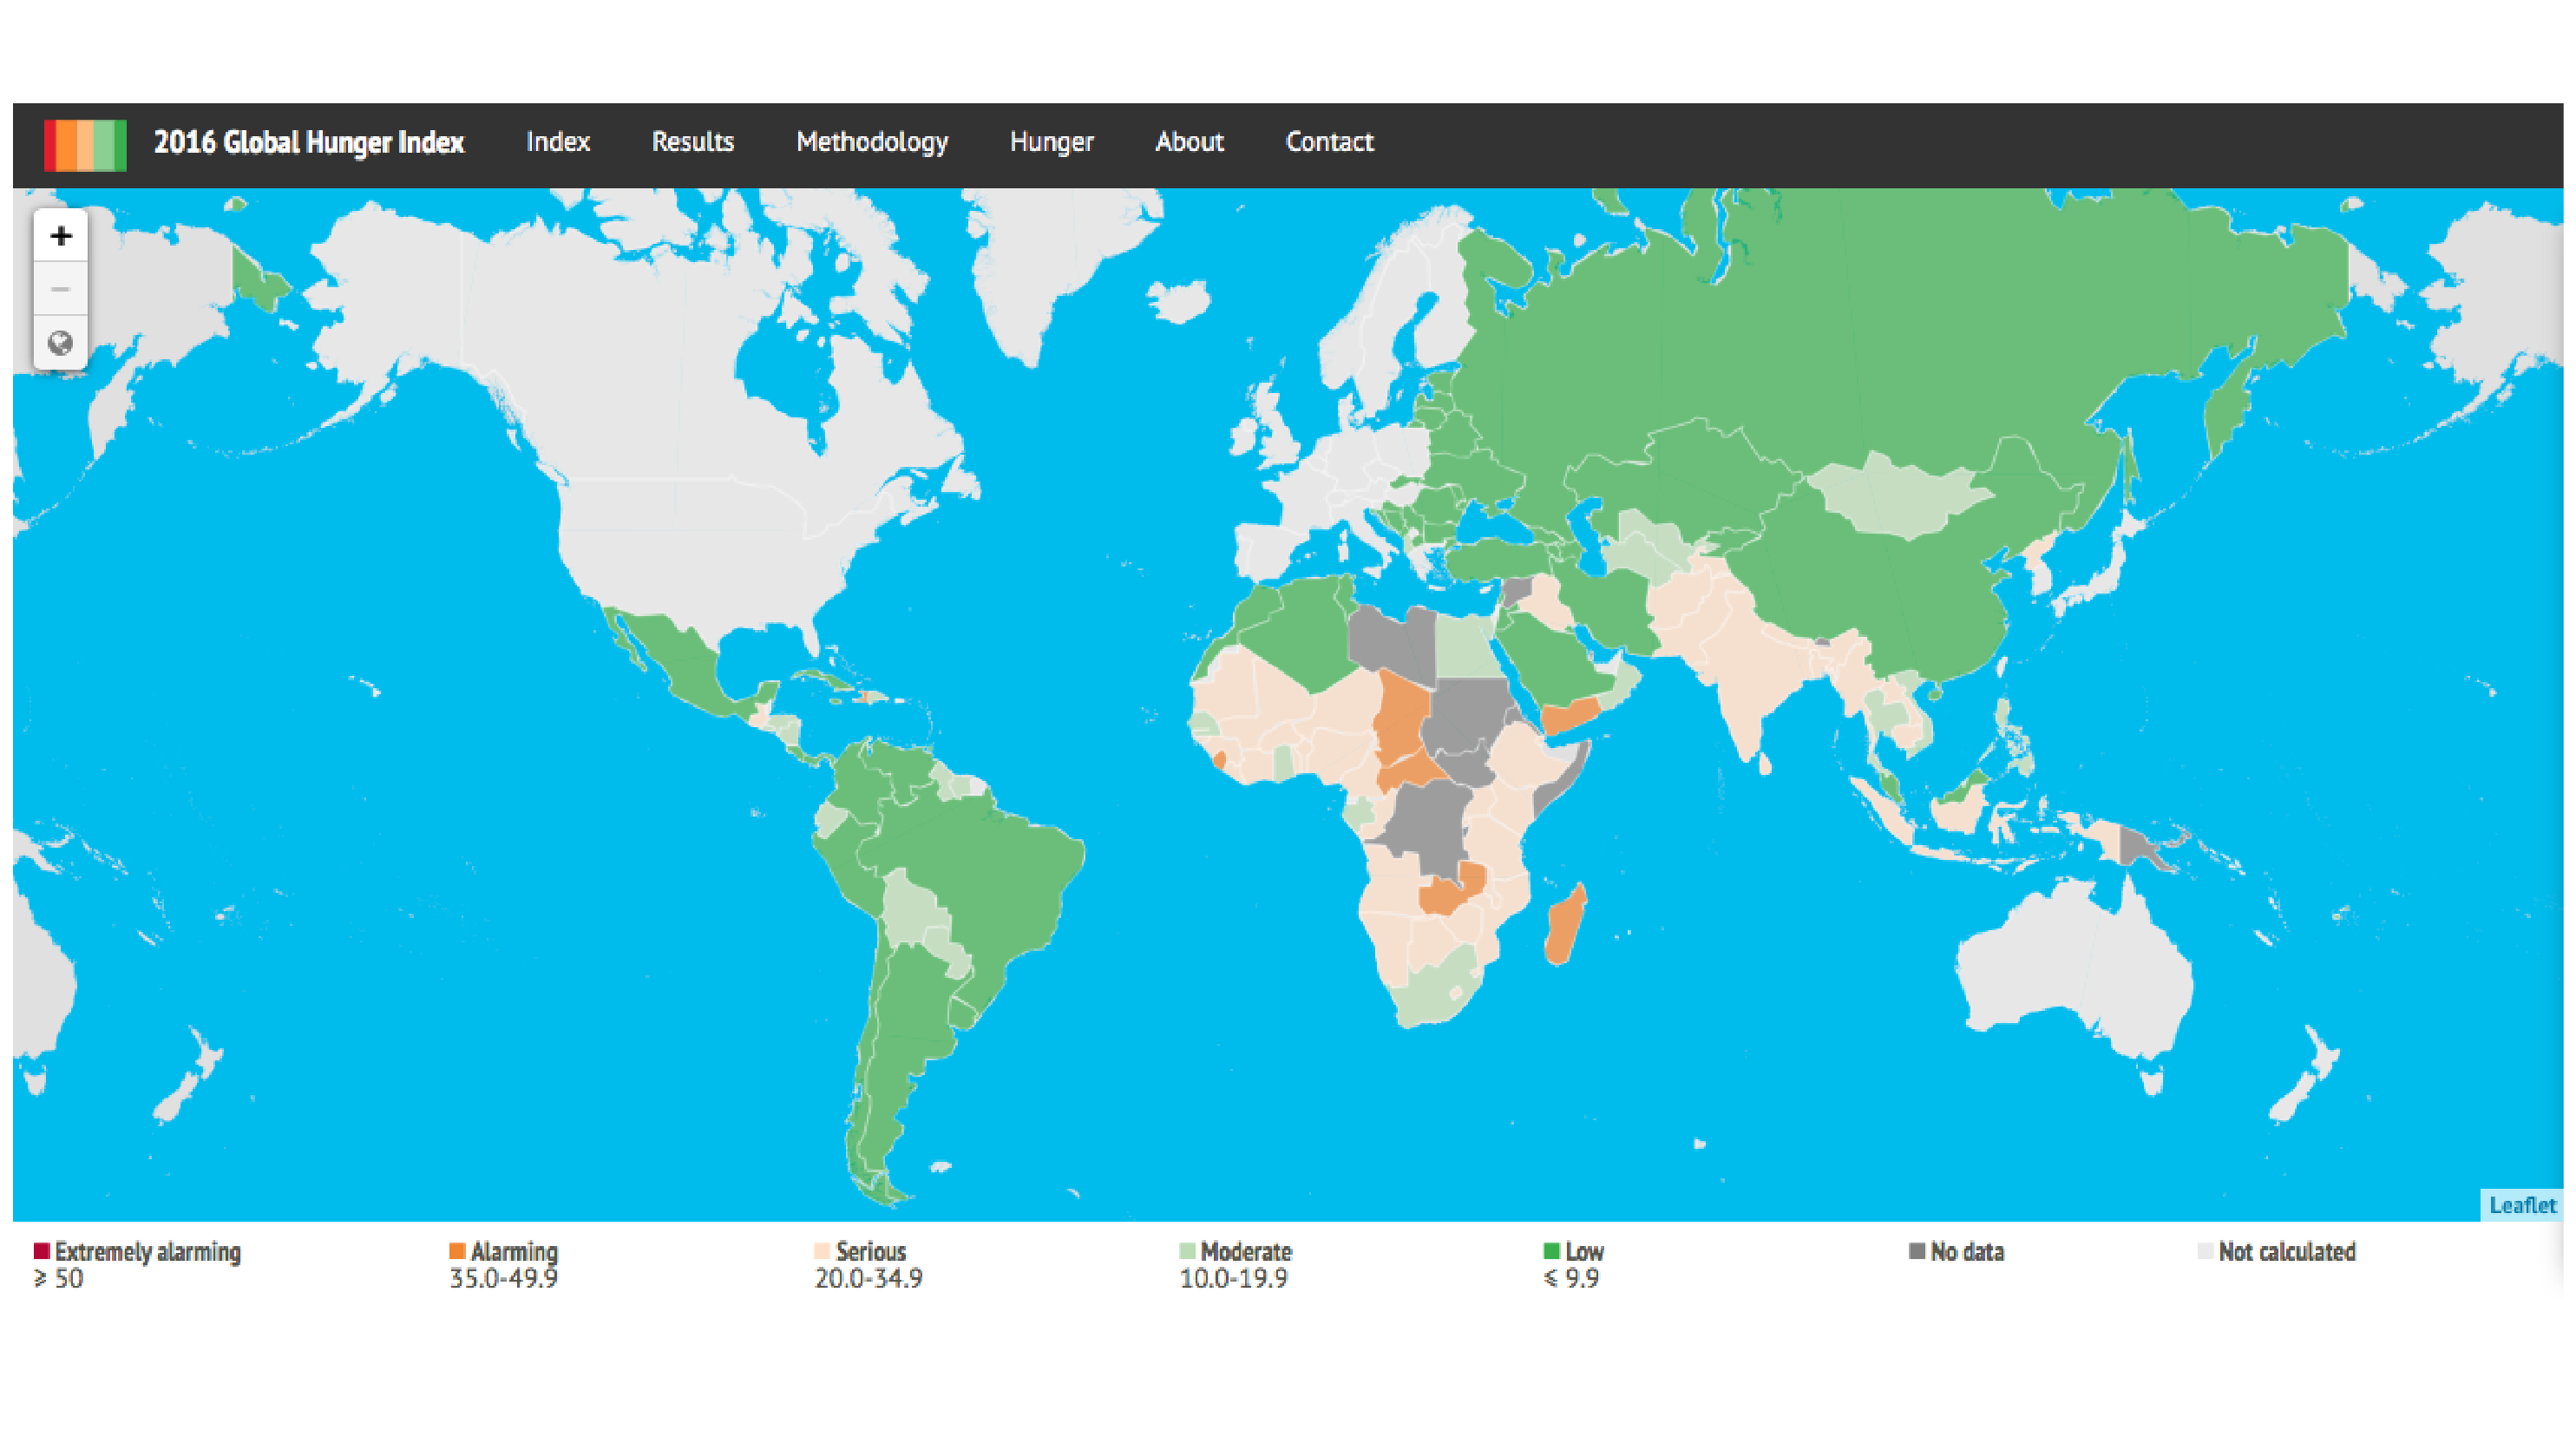 2016 Global Hunger Index Index Results Methodology Hunger About Contact
+
−
Leaflet
Extremely alarming Alarming Serious Moderate Low No data Not calculated
⩾ 50 35.0-49.9 20.0-34.9 10.0-19.9 ⩽ 9.9